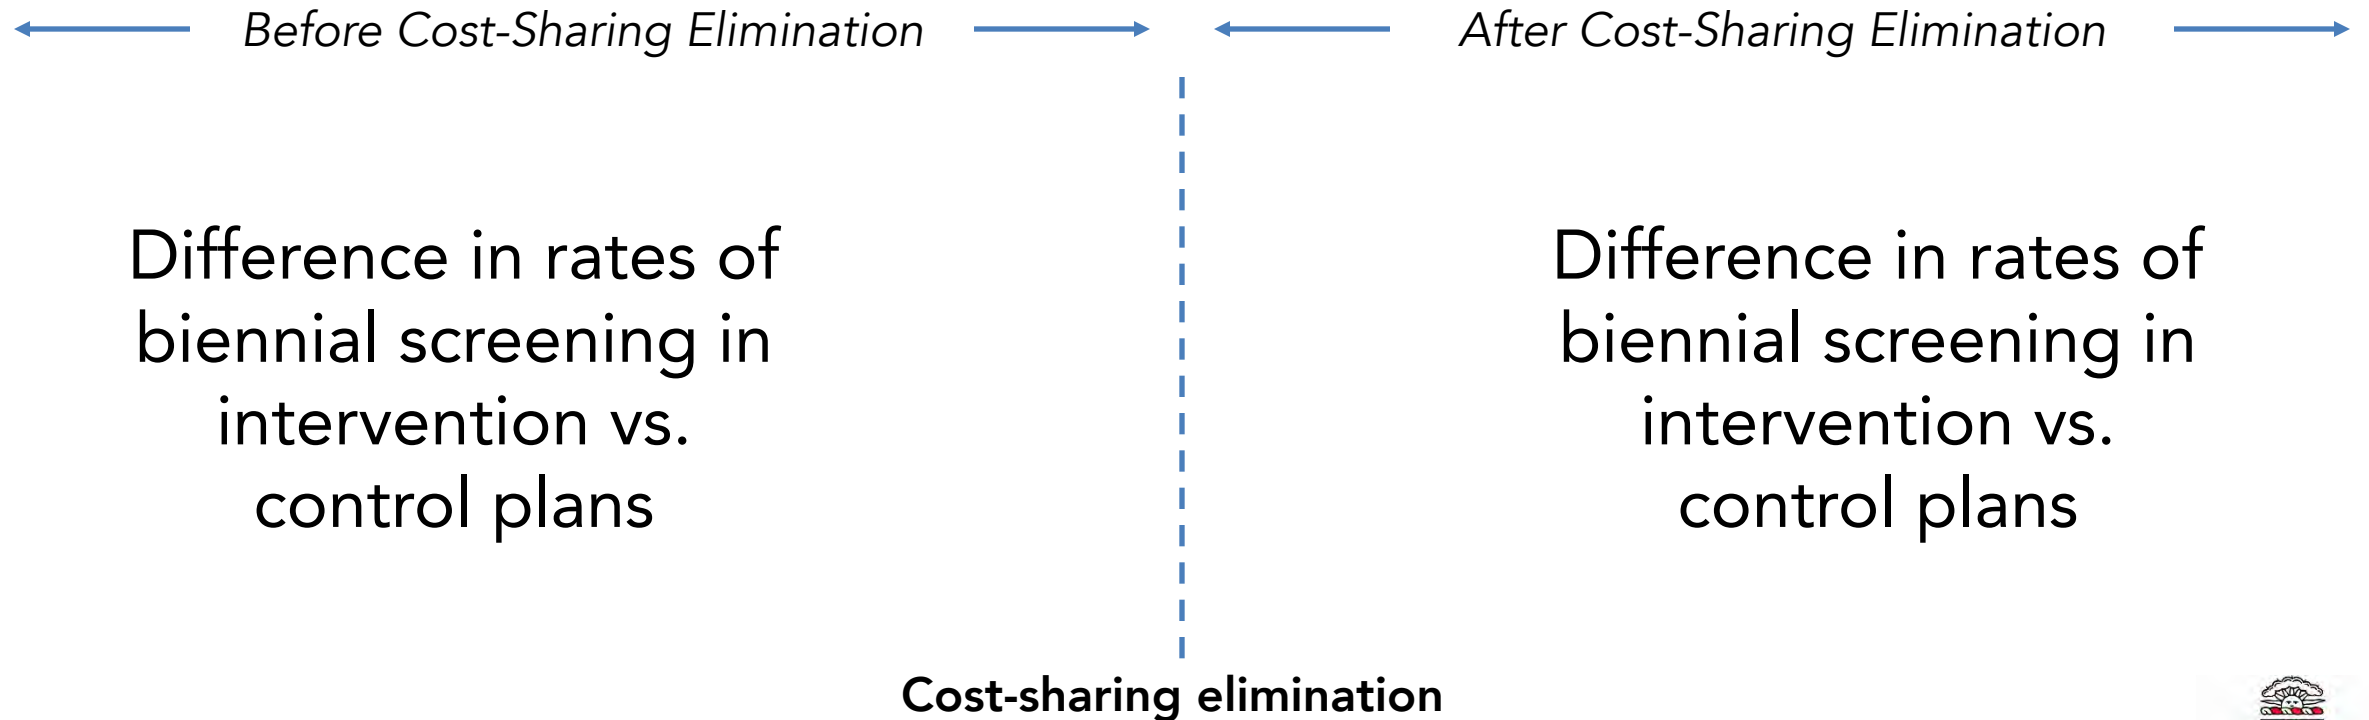 Before Cost-Sharing Elimination
After Cost-Sharing Elimination
Difference in rates of
biennial screening in
intervention vs.
control plans
Difference in rates of
biennial screening in
intervention vs.
control plans
Cost-sharing elimination